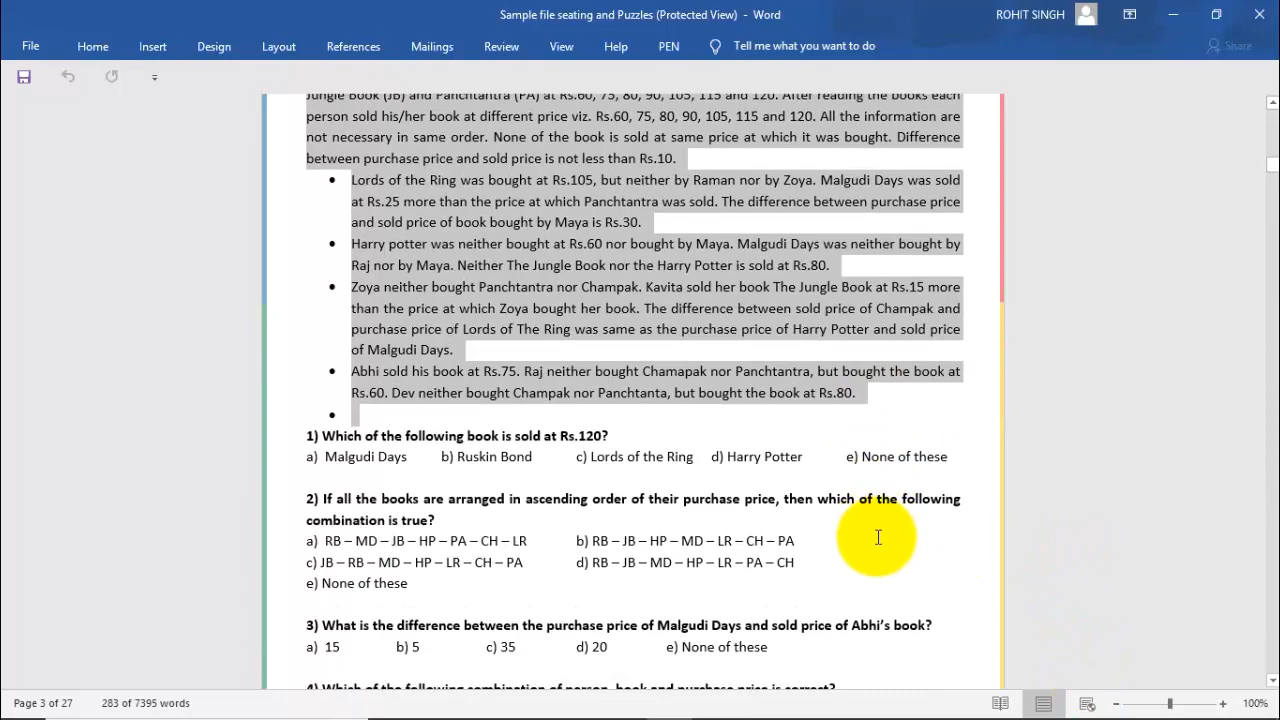 Sample file seating and Puzzles (Protected View) - Word
ROHIT SINGH
File Home Insert Design Layout References Mailings Review View Help PEN Tell me what you want to do Share
Jungle Book (JB) and Panchtantra (PA) at Rs.60, 75, 80, 90, 105, 115 and 120. After reading the books each
person sold his/her book at different price viz. Rs.60, 75, 80, 90, 105, 115 and 120. All the information are
not necessary in same order. None of the book is sold at same price at which it was bought. Difference
between purchase price and sold price is not less than Rs.10.
• Lords of the Ring was bought at Rs.105, but neither by Raman nor by Zoya. Malgudi Days was sold
at Rs.25 more than the price at which Panchtantra was sold. The difference between purchase price
and sold price of book bought by Maya is Rs.30.
• Harry potter was neither bought at Rs.60 nor bought by Maya. Malgudi Days was neither bought by
Raj nor by Maya. Neither The Jungle Book nor the Harry Potter is sold at Rs.80.
• Zoya neither bought Panchtantra nor Champak. Kavita sold her book The Jungle Book at Rs.15 more
than the price at which Zoya bought her book. The difference between sold price of Champak and
purchase price of Lords of The Ring was same as the purchase price of Harry Potter and sold price
of Malgudi Days.
• Abhi sold his book at Rs.75. Raj neither bought Chamapak nor Panchtantra, but bought the book at
Rs.60. Dev neither bought Champak nor Panchtanta, but bought the book at Rs.80.
•
1) Which of the following book is sold at Rs.120?
a) Malgudi Days b) Ruskin Bond c) Lords of the Ring d) Harry Potter e) None of these
2) If all the books are arranged in ascending order of their purchase price, then which of the following
combination is true?
a) RB – MD – JB – HP – PA – CH – LR b) RB – JB – HP – MD – LR – CH – PA
c) JB – RB – MD – HP – LR – CH – PA d) RB – JB – MD – HP – LR – PA – CH
e) None of these
3) What is the difference between the purchase price of Malgudi Days and sold price of Abhi's book?
a) 15 b) 5 c) 35 d) 20 e) None of these
4) Which of the following combination of person, book and purchase price is correct?
Page 3 of 27 283 of 7395 words 100%